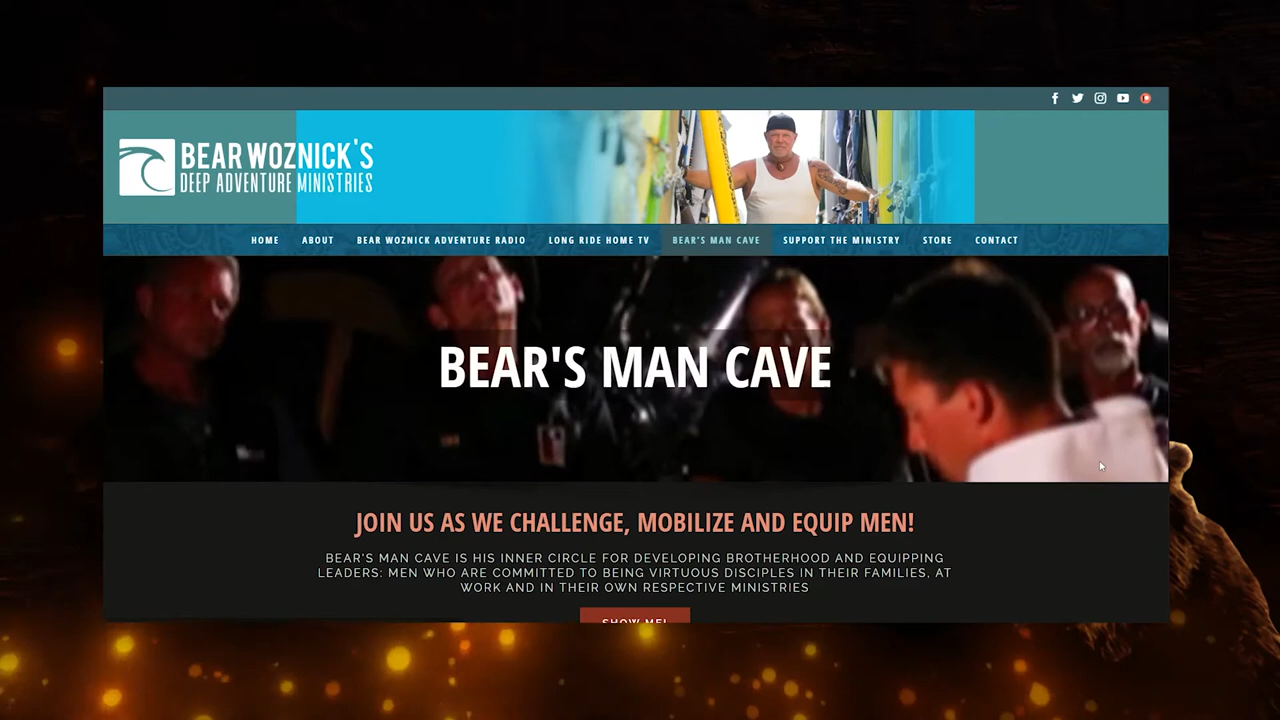 BEAR WOZNICK'S
DEEP ADVENTURE MINISTRIES
HOME ABOUT BEAR WOZNICK ADVENTURE RADIO LONG RIDE HOME TV BEAR'S MAN CAVE SUPPORT THE MINISTRY STORE CONTACT
BEAR'S MAN CAVE
JOIN US AS WE CHALLENGE, MOBILIZE AND EQUIP MEN!
BEAR'S MAN CAVE IS HIS INNER CIRCLE FOR DEVELOPING BROTHERHOOD AND EQUIPPING
LEADERS: MEN WHO ARE COMMITTED TO BEING VIRTUOUS DISCIPLES IN THEIR FAMILIES, AT
WORK AND IN THEIR OWN RESPECTIVE MINISTRIES
SHOW ME!